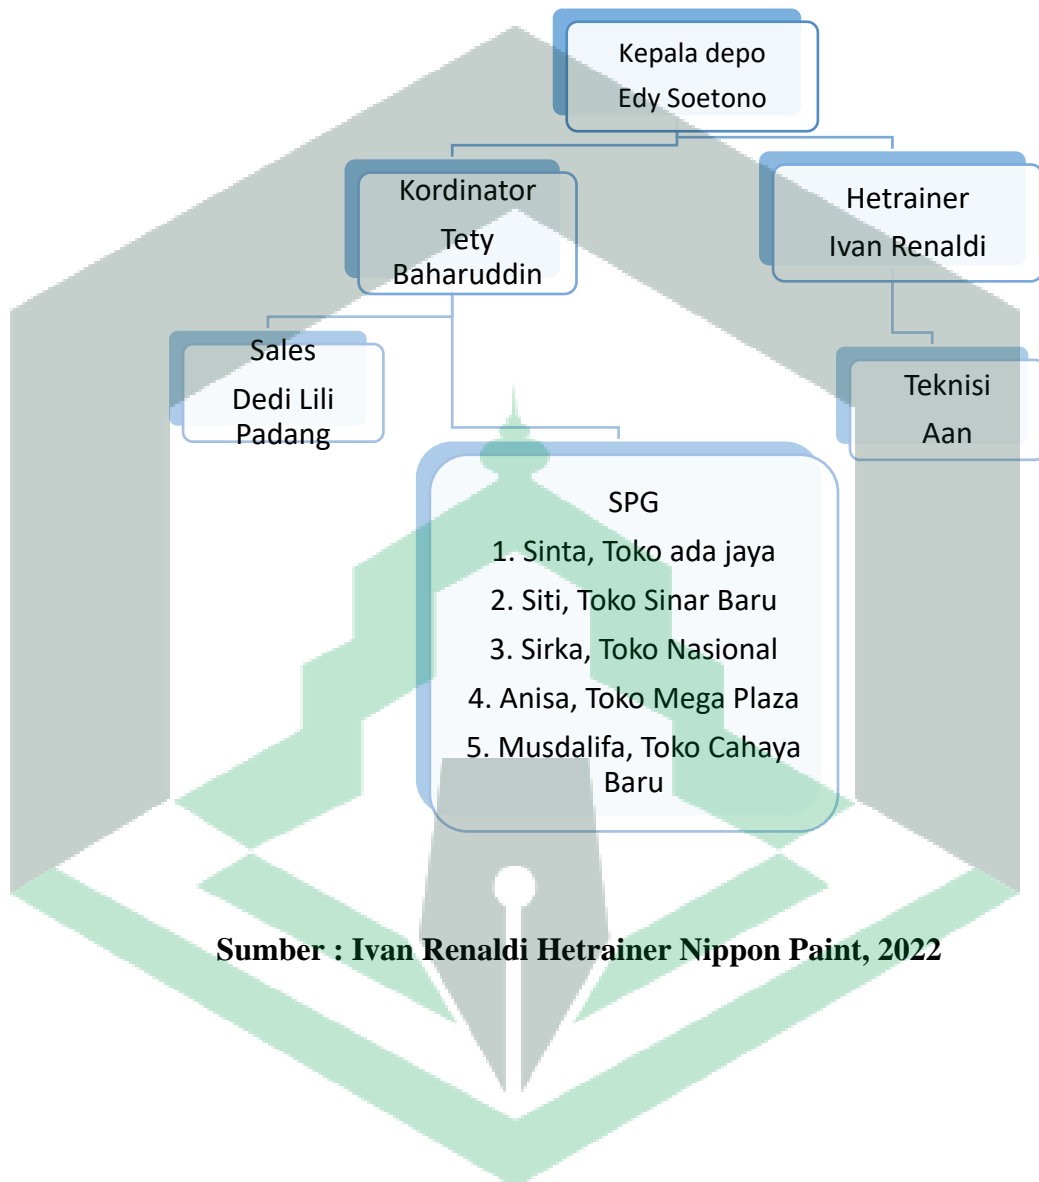 Kepala depo
Edy Soetono
Kordinator
Tety
Baharuddin
Hetrainer
Ivan Renaldi
Sales
Dedi Lili
Padang
Teknisi
Aan
SPG
1. Sinta, Toko ada jaya
2. Siti, Toko Sinar Baru
3. Sirka, Toko Nasional
4. Anisa, Toko Mega Plaza
5. Musdalifa, Toko Cahaya
Baru
Sumber : Ivan Renaldi Hetrainer Nippon Paint, 2022